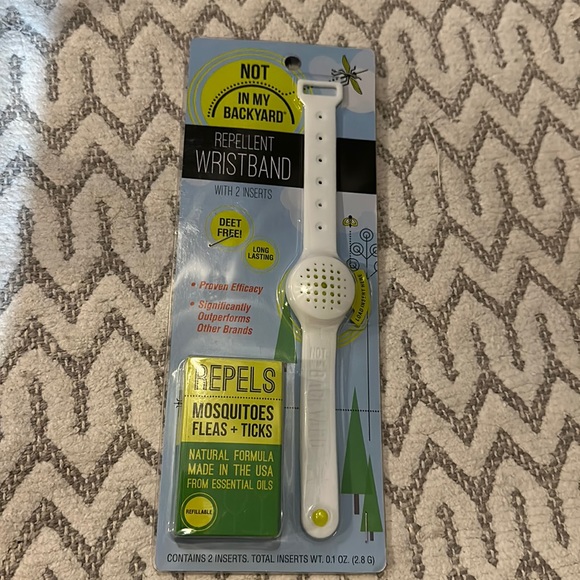 NOT
IN MY
BACKYARD®
REPELLENT
WRISTBAND
WITH 2 INSERTS
DEET
FREE!
LONG
LASTING
• Proven Efficacy
• Significantly
Outperforms
Other Brands
REPELS
MOSQUITOES
FLEAS + TICKS
NATURAL FORMULA
MADE IN THE USA
FROM ESSENTIAL OILS
REFILLABLE
CONTAINS 2 INSERTS. TOTAL INSERTS WT. 0.1 OZ. (2.8 G)